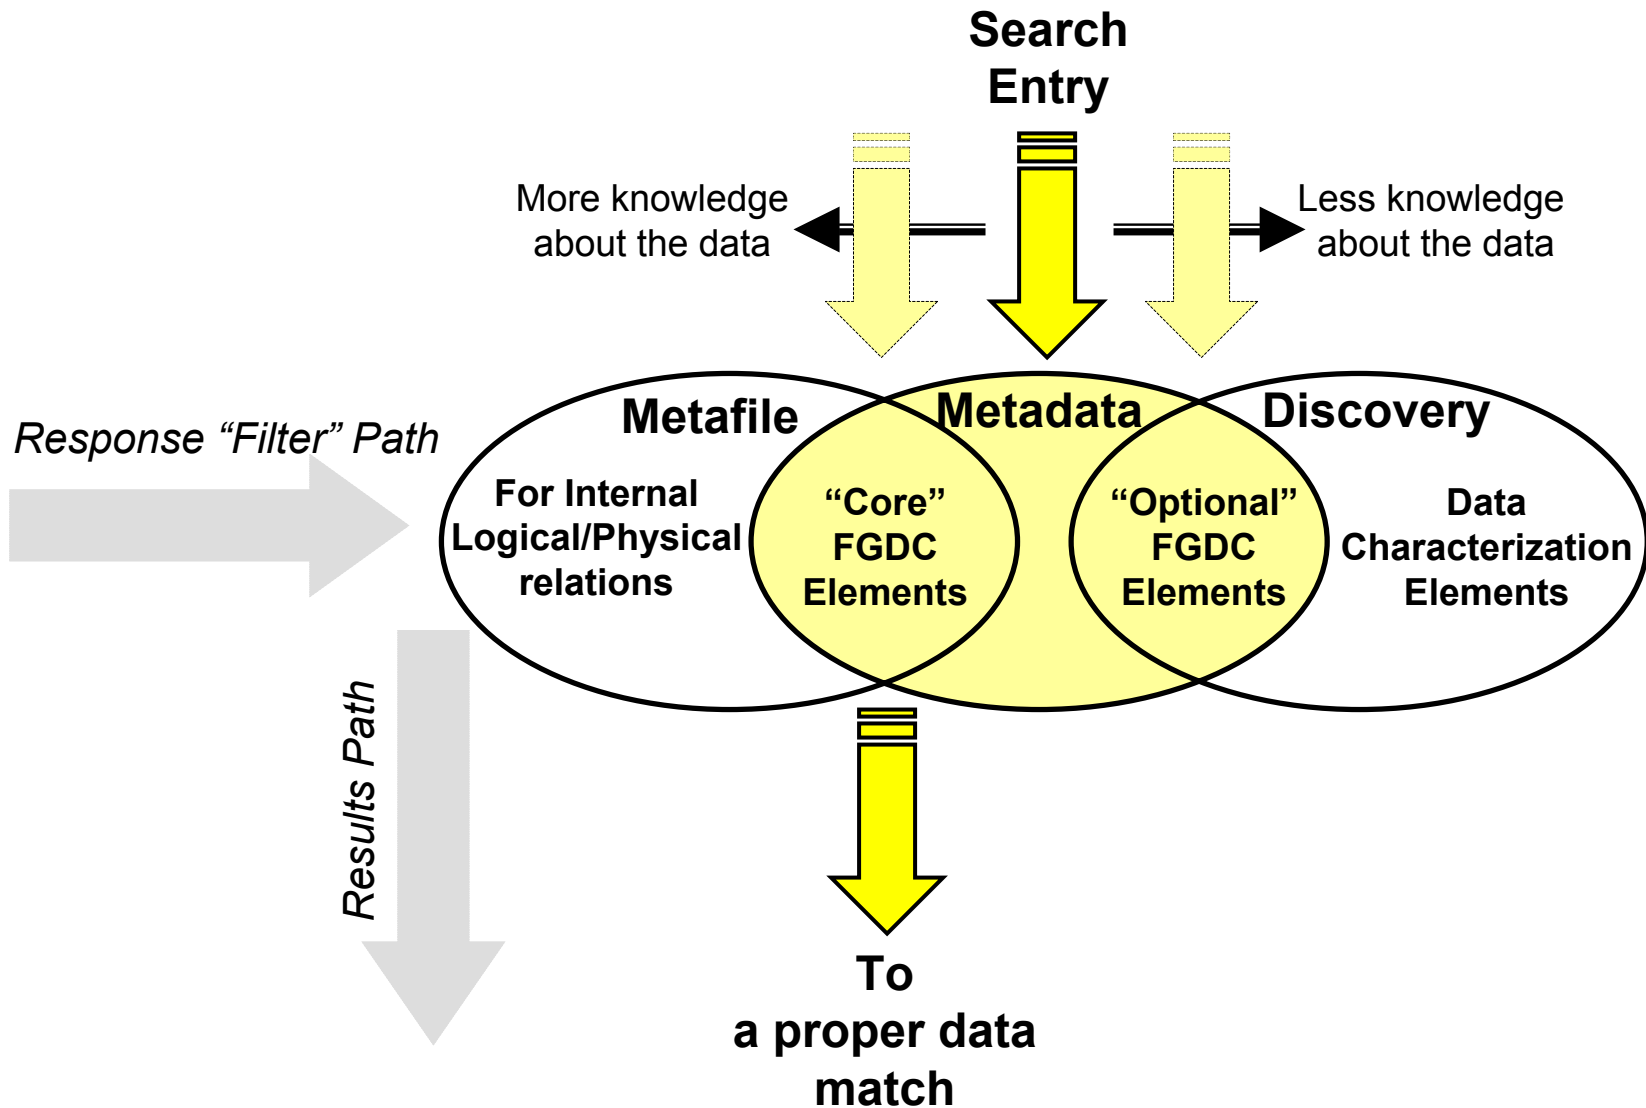 Search
Entry
More knowledge
about the data
Less knowledge
about the data
Response “Filter” Path
Metafile
Metadata
Discovery
For Internal
Logical/Physical
relations
“Core”
FGDC
Elements
“Optional”
FGDC
Elements
Data
Characterization
Elements
Results Path
To
a proper data
match